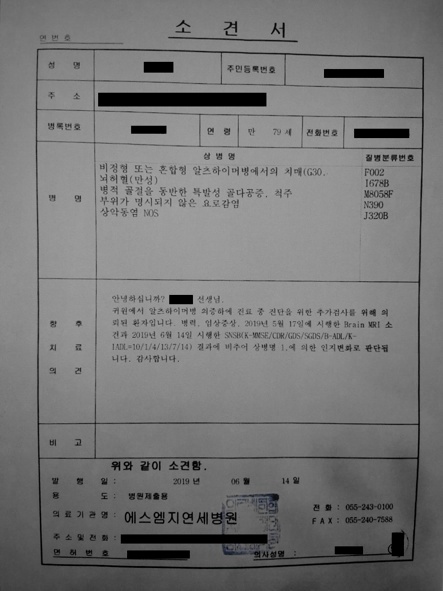 소 견 서
연 번 호
성 명
주민등록번호
주 소
병록번호
연 령
만 79 세
전화번호
병 명
상 병 명
질병분류번호
비정형 또는 혼합형 알츠하이머병에서의 치매(G30. F002
뇌허혈(만성) I678B
병적 골절을 동반한 특발성 골다공증, 척주 M8058F
부위가 명시되지 않은 요로감염 N390
상악동염 NOS J320B
향 후
치 료
의 견
안녕하십니까? 선생님.
귀원에서 알츠하이머병 의증하에 진료 중 진단을 위한 추가검사를 위해 의
뢰된 환자입니다. 병력, 임상증상, 2019년 5월 17일에 시행한 Brain MRI 소
견과 2019년 6월 14일 시행한 SNSB(K-MMSE/CDR/GDS/SGDS/B-ADL/K-
IADL=10/1/4/13/7/14) 결과에 비추어 상병명 1.에 의한 인지변화로 판단됩
니다. 감사합니다.
비 고
위와 같이 소견함.
발 행 일 : 2019 년 06 월 14 일
용 도 : 병원제출용
의료기관명 : 에스엠지연세병원
전 화 : 055-243-0100
FAX : 055-240-7588
주소 및 전화 :
면 허 번 호
의사성명 :